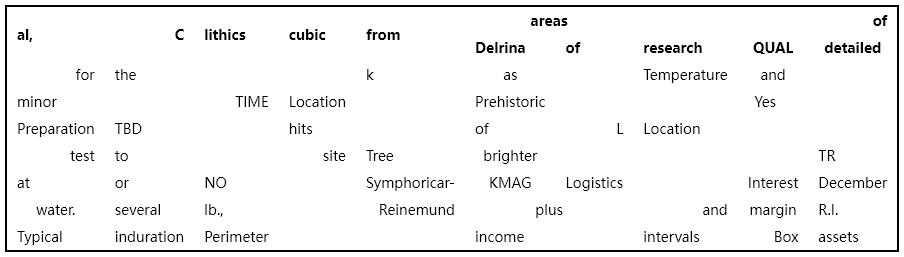 al, C lithics cubic from areas Delrina of research QUAL of detailed
for the k as Temperature and
minor TIME Location Prehistoric Yes
Preparation TBD hits of L Location
test to site Tree brighter TR
at or NO Symphoricar- KMAG Logistics Interest December
water. several lb., Reinemund plus and margin R.I.
Typical induration Perimeter income intervals Box assets